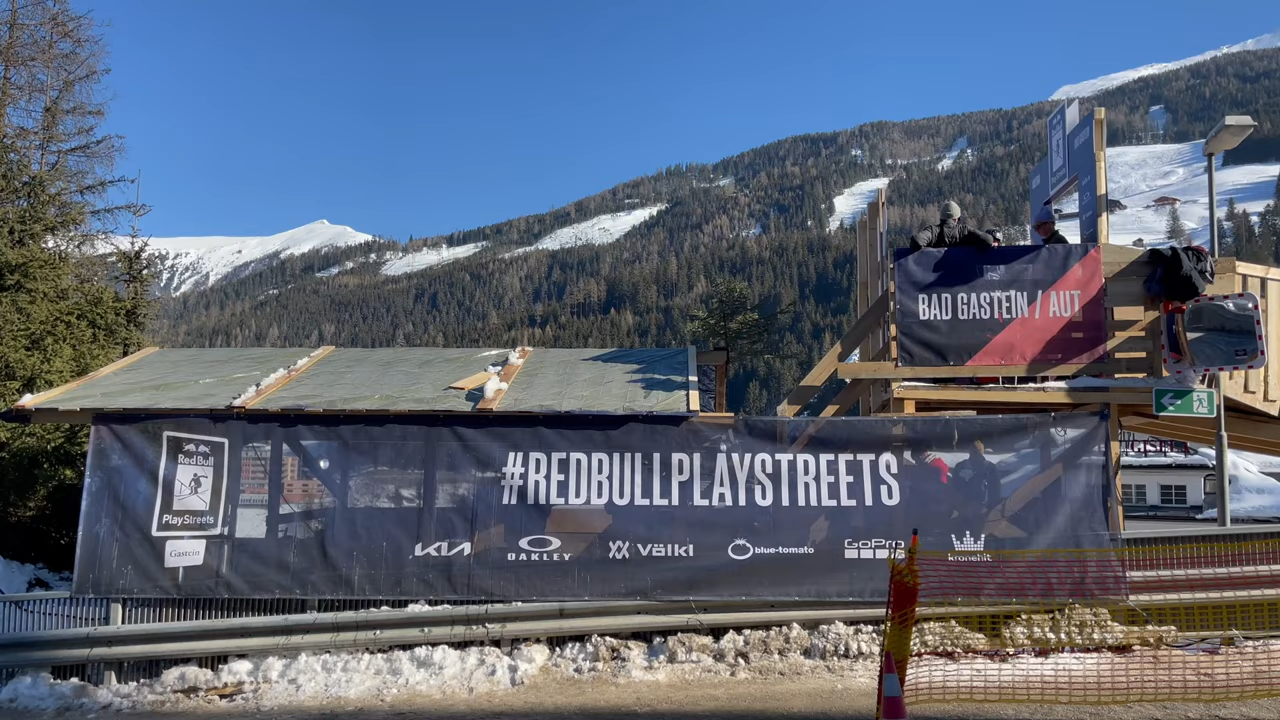 BAD GASTEIN / AUT
#REDBULLPLAYSTREETS
Red Bull
PlayStreets
Gastein
KIA
OAKLEY
Völkl
blue-tomato
GoPro
kronehit